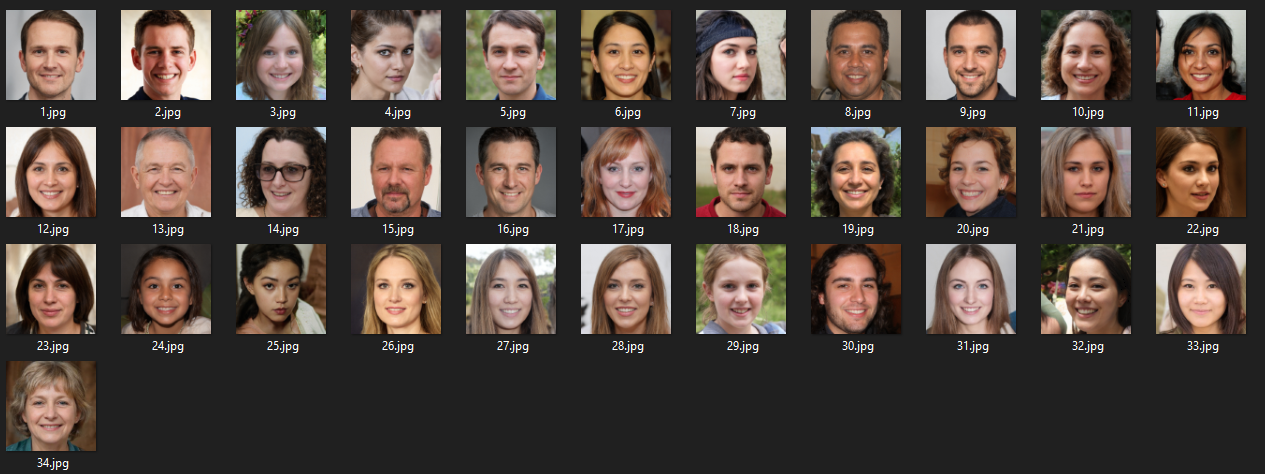 1.jpg 2.jpg 3.jpg 4.jpg 5.jpg 6.jpg 7.jpg 8.jpg 9.jpg 10.jpg 11.jpg
12.jpg 13.jpg 14.jpg 15.jpg 16.jpg 17.jpg 18.jpg 19.jpg 20.jpg 21.jpg 22.jpg
23.jpg 24.jpg 25.jpg 26.jpg 27.jpg 28.jpg 29.jpg 30.jpg 31.jpg 32.jpg 33.jpg
34.jpg